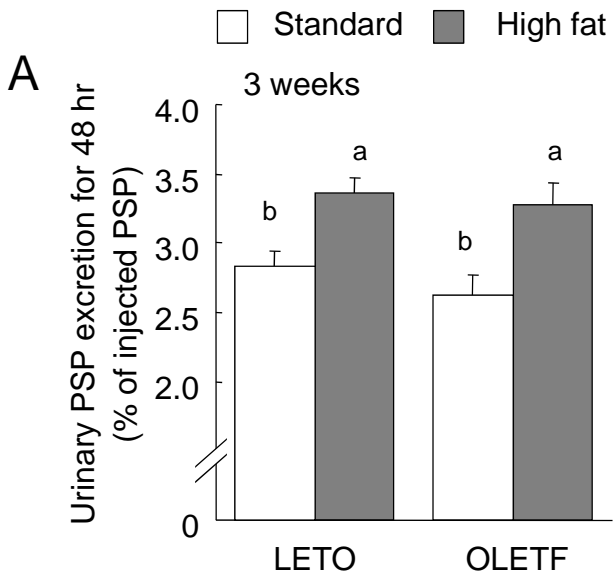 Standard High fat
A
3 weeks
Urinary PSP excretion for 48 hr
(% of injected PSP)
4.0
3.5
3.0
2.5
2.0
0
b
a
b
a
LETO OLETF